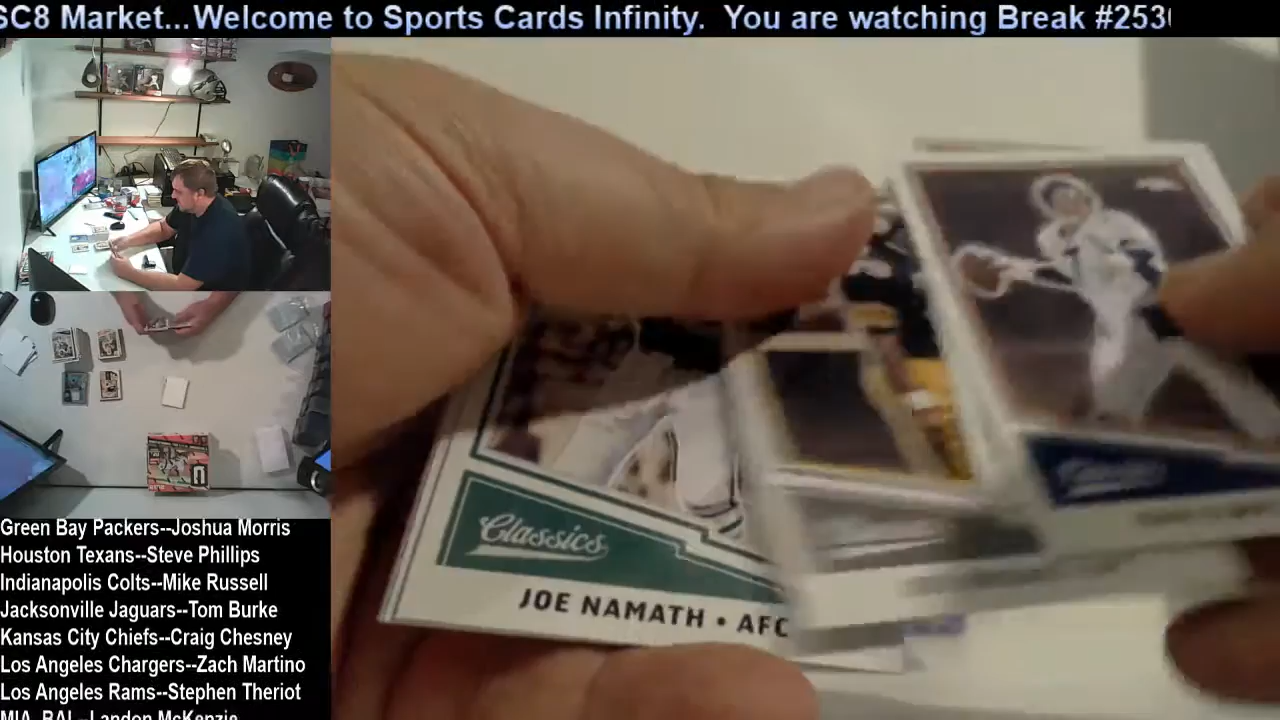 SC8 Market...Welcome to Sports Cards Infinity.  You are watching Break #253
Classics
JOE NAMATH • AFC
Green Bay Packers--Joshua Morris
Houston Texans--Steve Phillips
Indianapolis Colts--Mike Russell
Jacksonville Jaguars--Tom Burke
Kansas City Chiefs--Craig Chesney
Los Angeles Chargers--Zach Martino
Los Angeles Rams--Stephen Theriot
MIA, BAL--Landon McKenzie